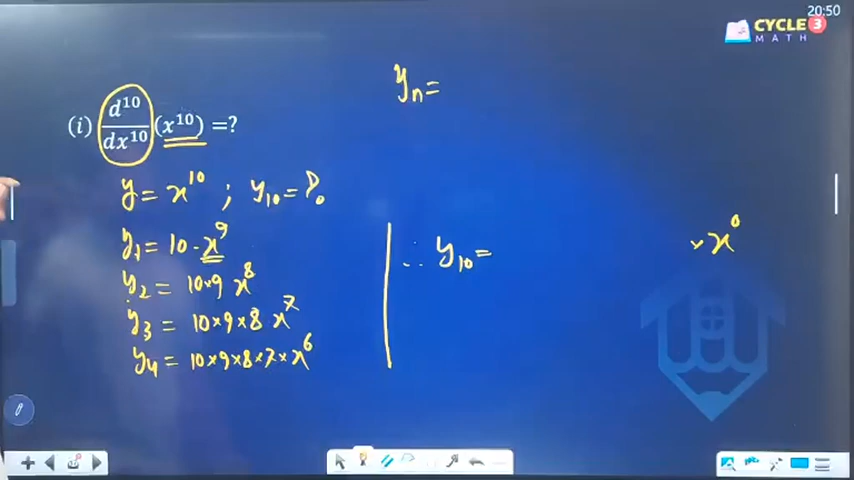 20:50
CYCLE 3
MATH
yₙ =
(i) d¹⁰/dx¹⁰ (x¹⁰) =?
y = x¹⁰ ; y₁₀ = ?
y₁ = 10·x⁹
y₂ = 10×9 x⁸
y₃ = 10×9×8 x⁷
y₄ = 10×9×8×7×x⁶
∴ y₁₀ = ×x⁰